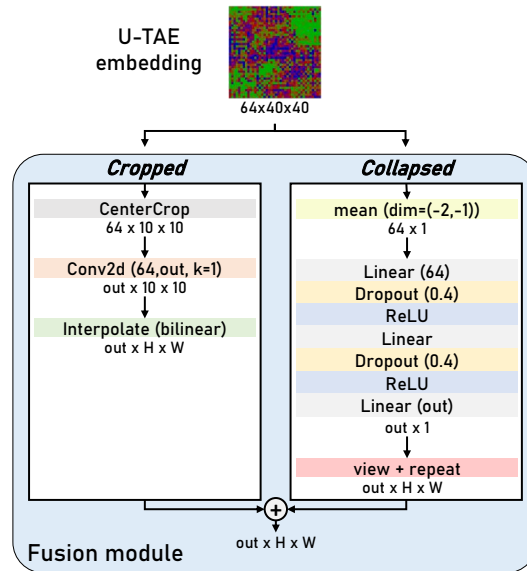 U-TAE
embedding
64x40x40
Cropped
CenterCrop
64 x 10 x 10
Conv2d (64,out, k=1)
out x 10 x 10
Interpolate (bilinear)
out x H x W
Collapsed
mean (dim=(-2,-1))
64 x 1
Linear (64)
Dropout (0.4)
ReLU
Linear
Dropout (0.4)
ReLU
Linear (out)
out x 1
view + repeat
out x H x W
+
out x H x W
Fusion module